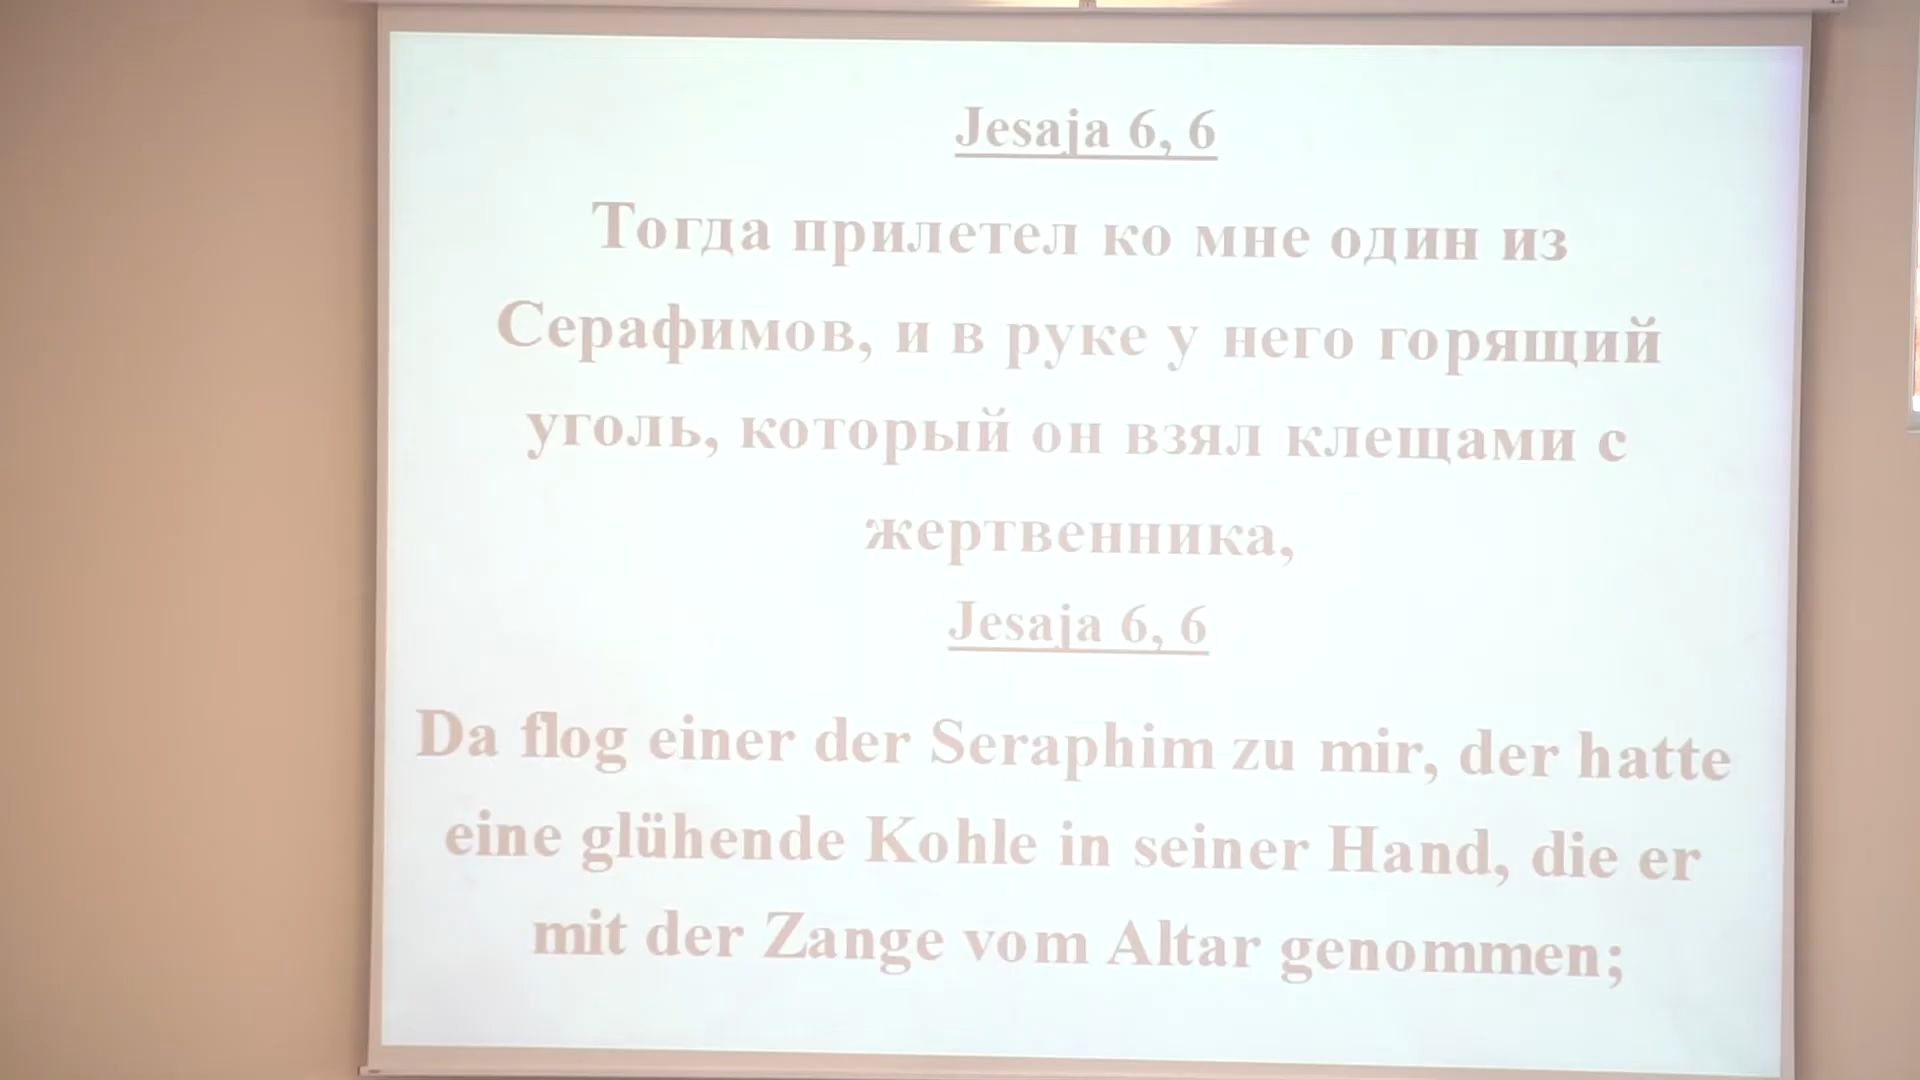 Jesaja 6, 6
Тогда прилетел ко мне один из
Серафимов, и в руке у него горящий
уголь, который он взял клещами с
жертвенника,
Jesaja 6, 6
Da flog einer der Seraphim zu mir, der hatte
eine glühende Kohle in seiner Hand, die er
mit der Zange vom Altar genommen;